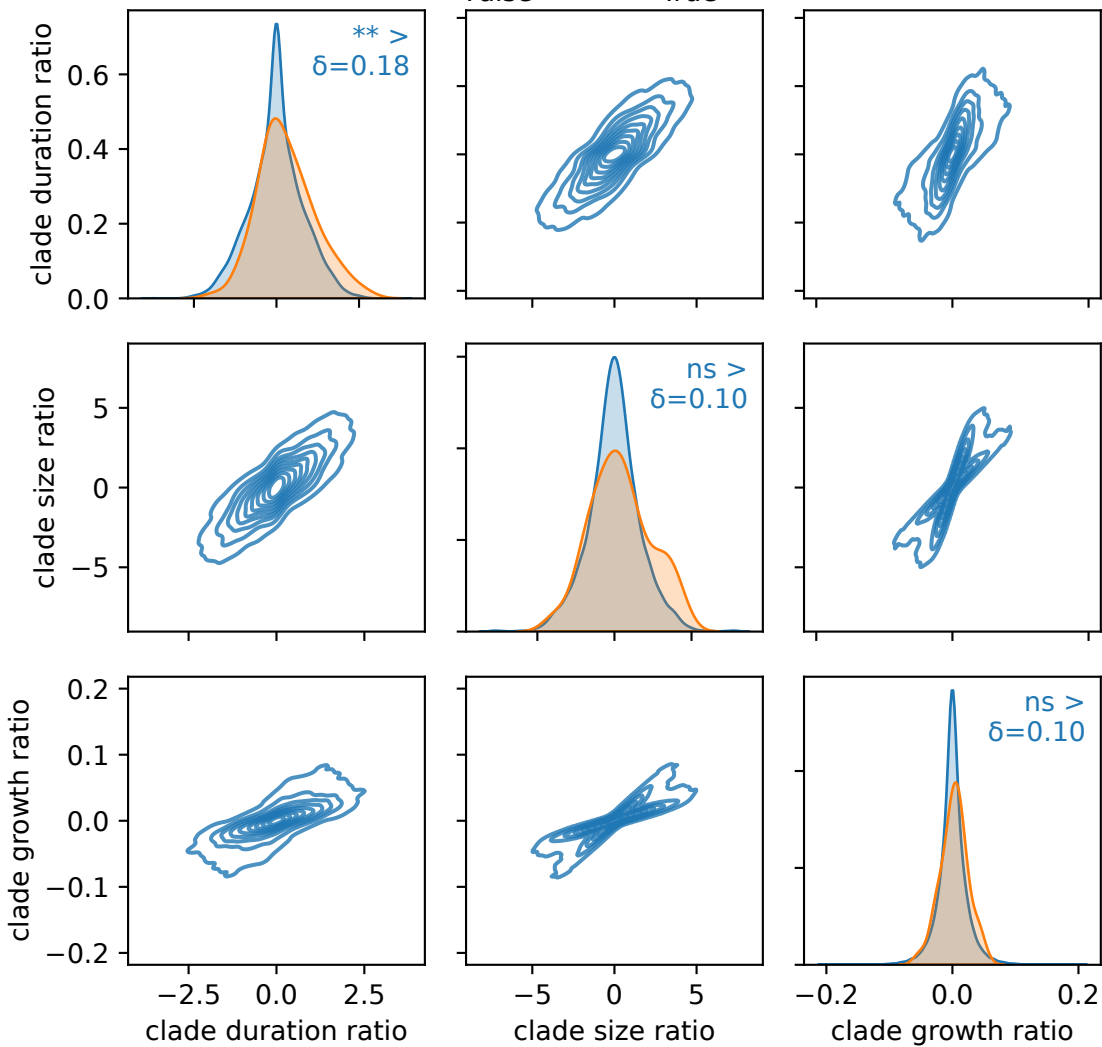 clade duration ratio
0.6
0.4
0.2
0.0
** >
δ=0.18
clade size ratio
5
0
−5
ns >
δ=0.10
clade growth ratio
0.2
0.1
0.0
−0.1
−0.2
ns >
δ=0.10
−2.5 0.0 2.5
clade duration ratio
−5 0 5
clade size ratio
−0.2 0.0 0.2
clade growth ratio